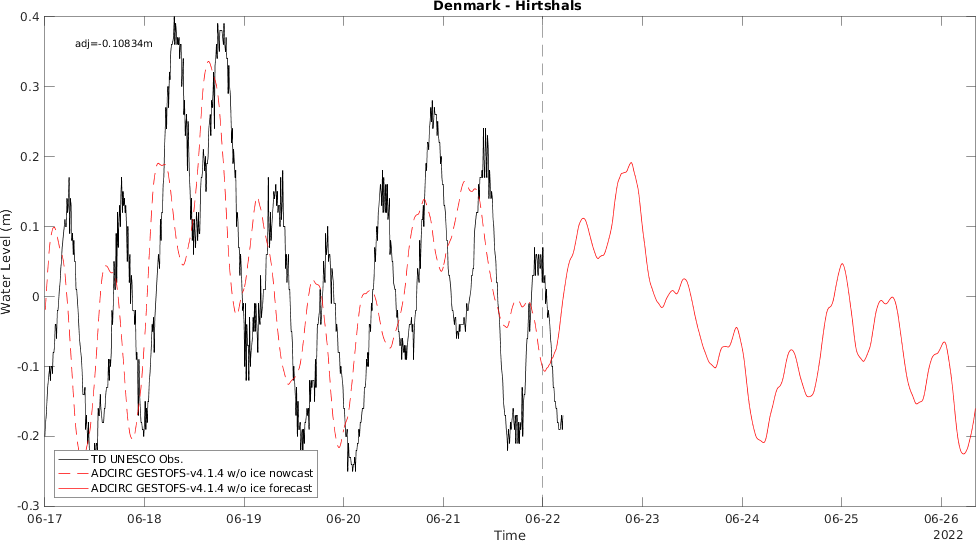 Denmark - Hirtshals
adj=-0.10834m
0.4
0.3
0.2
0.1
0
-0.1
-0.2
-0.3
Water Level (m)
TD UNESCO Obs.
ADCIRC GESTOFS-v4.1.4 w/o ice nowcast
ADCIRC GESTOFS-v4.1.4 w/o ice forecast
06-17 06-18 06-19 06-20 06-21 06-22 06-23 06-24 06-25 06-26
Time
2022